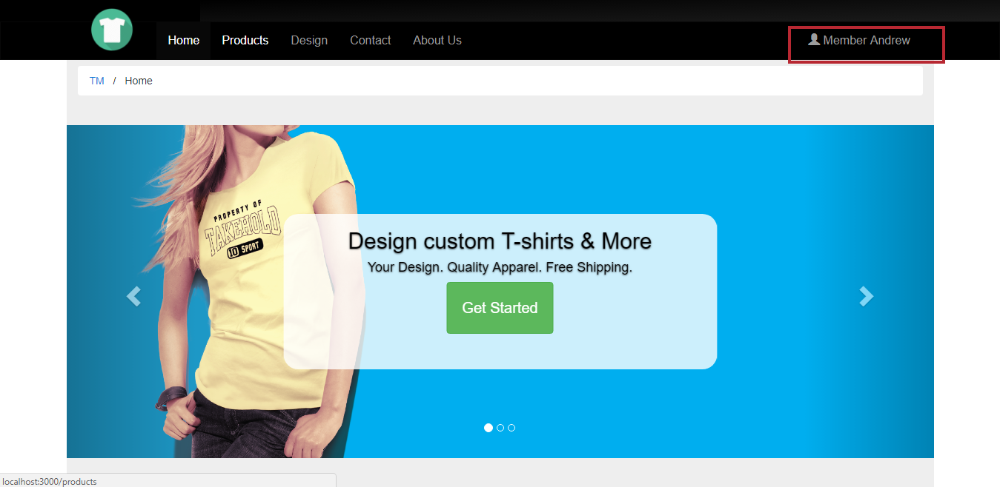 Home Products Design Contact About Us Member Andrew
TM / Home
PROPERTY OF
TAKEHOLD
10 SPORT
Design custom T-shirts & More
Your Design. Quality Apparel. Free Shipping.
Get Started
localhost:3000/products